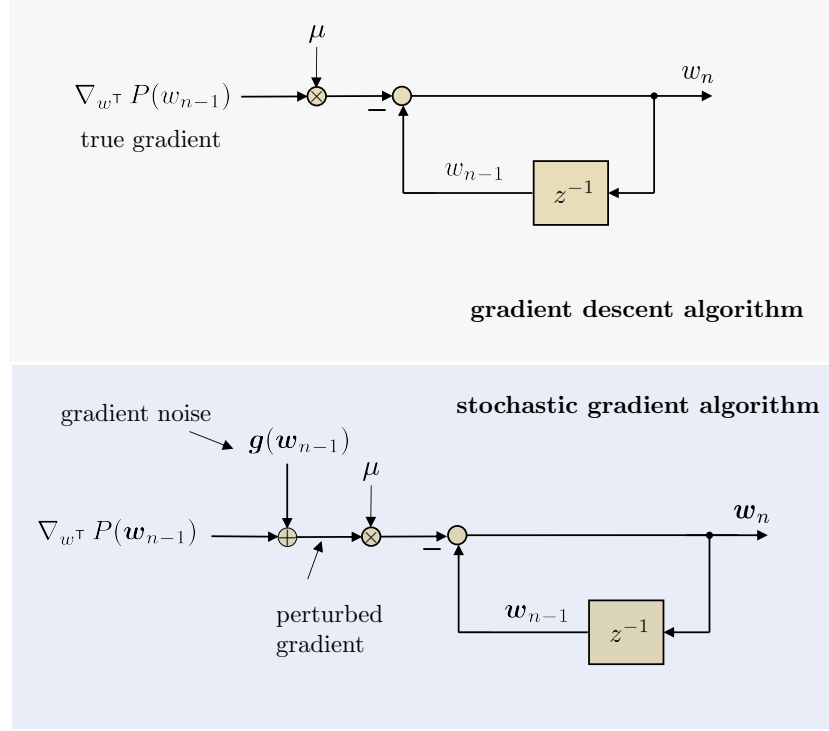 μ
∇_{w^⊤} P(w_{n−1})
w_n
true gradient
−
w_{n−1}
z^{−1}
gradient descent algorithm
stochastic gradient algorithm
gradient noise
g(w_{n−1})
μ
∇_{w^⊤} P(w_{n−1})
w_n
−
w_{n−1}
z^{−1}
perturbed
gradient